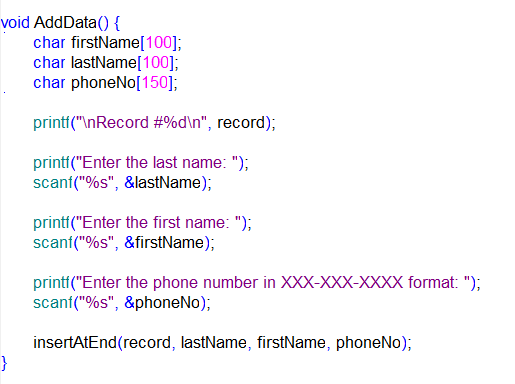 void AddData() {
char firstName[100];
char lastName[100];
char phoneNo[150];
printf("\nRecord #%d\n", record);
printf("Enter the last name: ");
scanf("%s", &lastName);
printf("Enter the first name: ");
scanf("%s", &firstName);
printf("Enter the phone number in XXX-XXX-XXXX format: ");
scanf("%s", &phoneNo);
insertAtEnd(record, lastName, firstName, phoneNo);
}